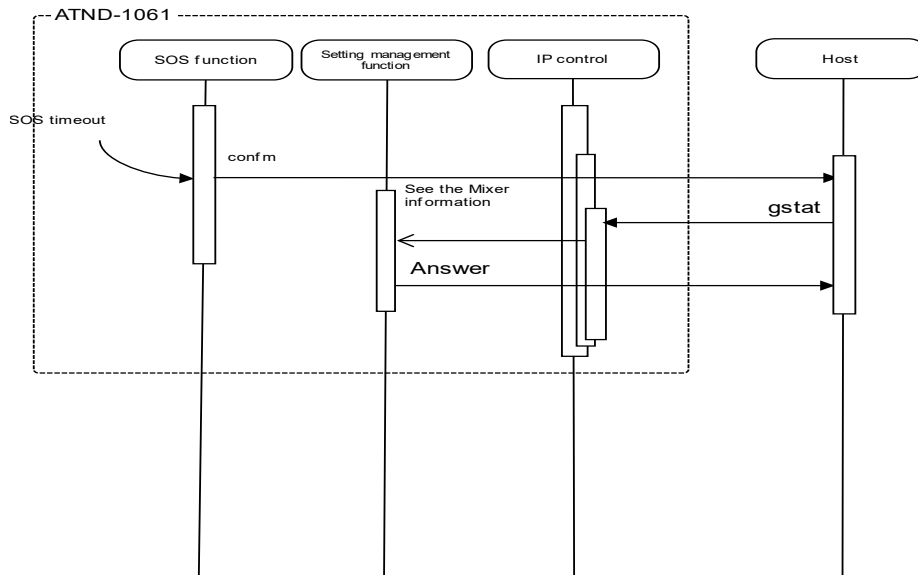 ATND-1061
SOS function
Setting management
function
IP control
Host
SOS timeout
confm
See the Mixer
information
gstat
Answer